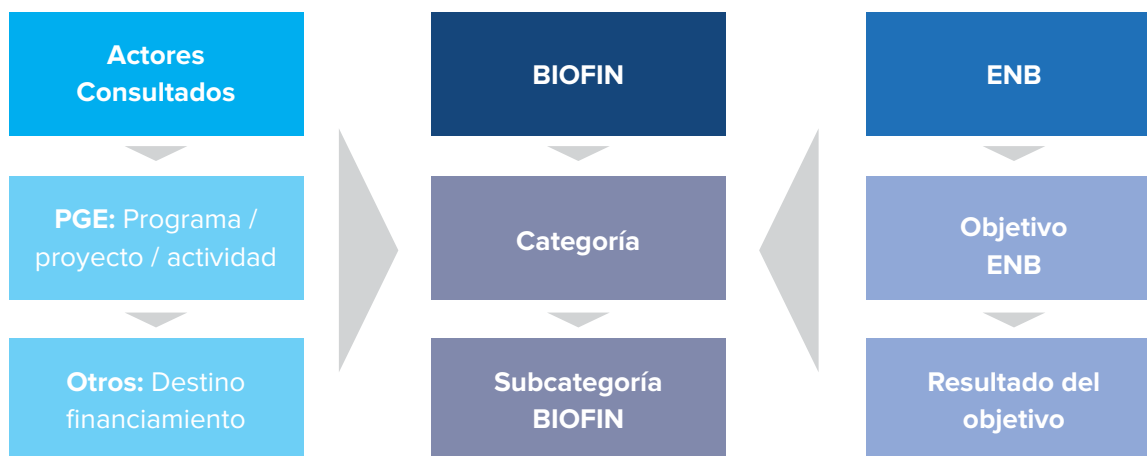 Actores
Consultados
PGE: Programa /
proyecto / actividad
Otros: Destino
financiamiento
BIOFIN
Categoría
Subcategoría
BIOFIN
ENB
Objetivo
ENB
Resultado del
objetivo